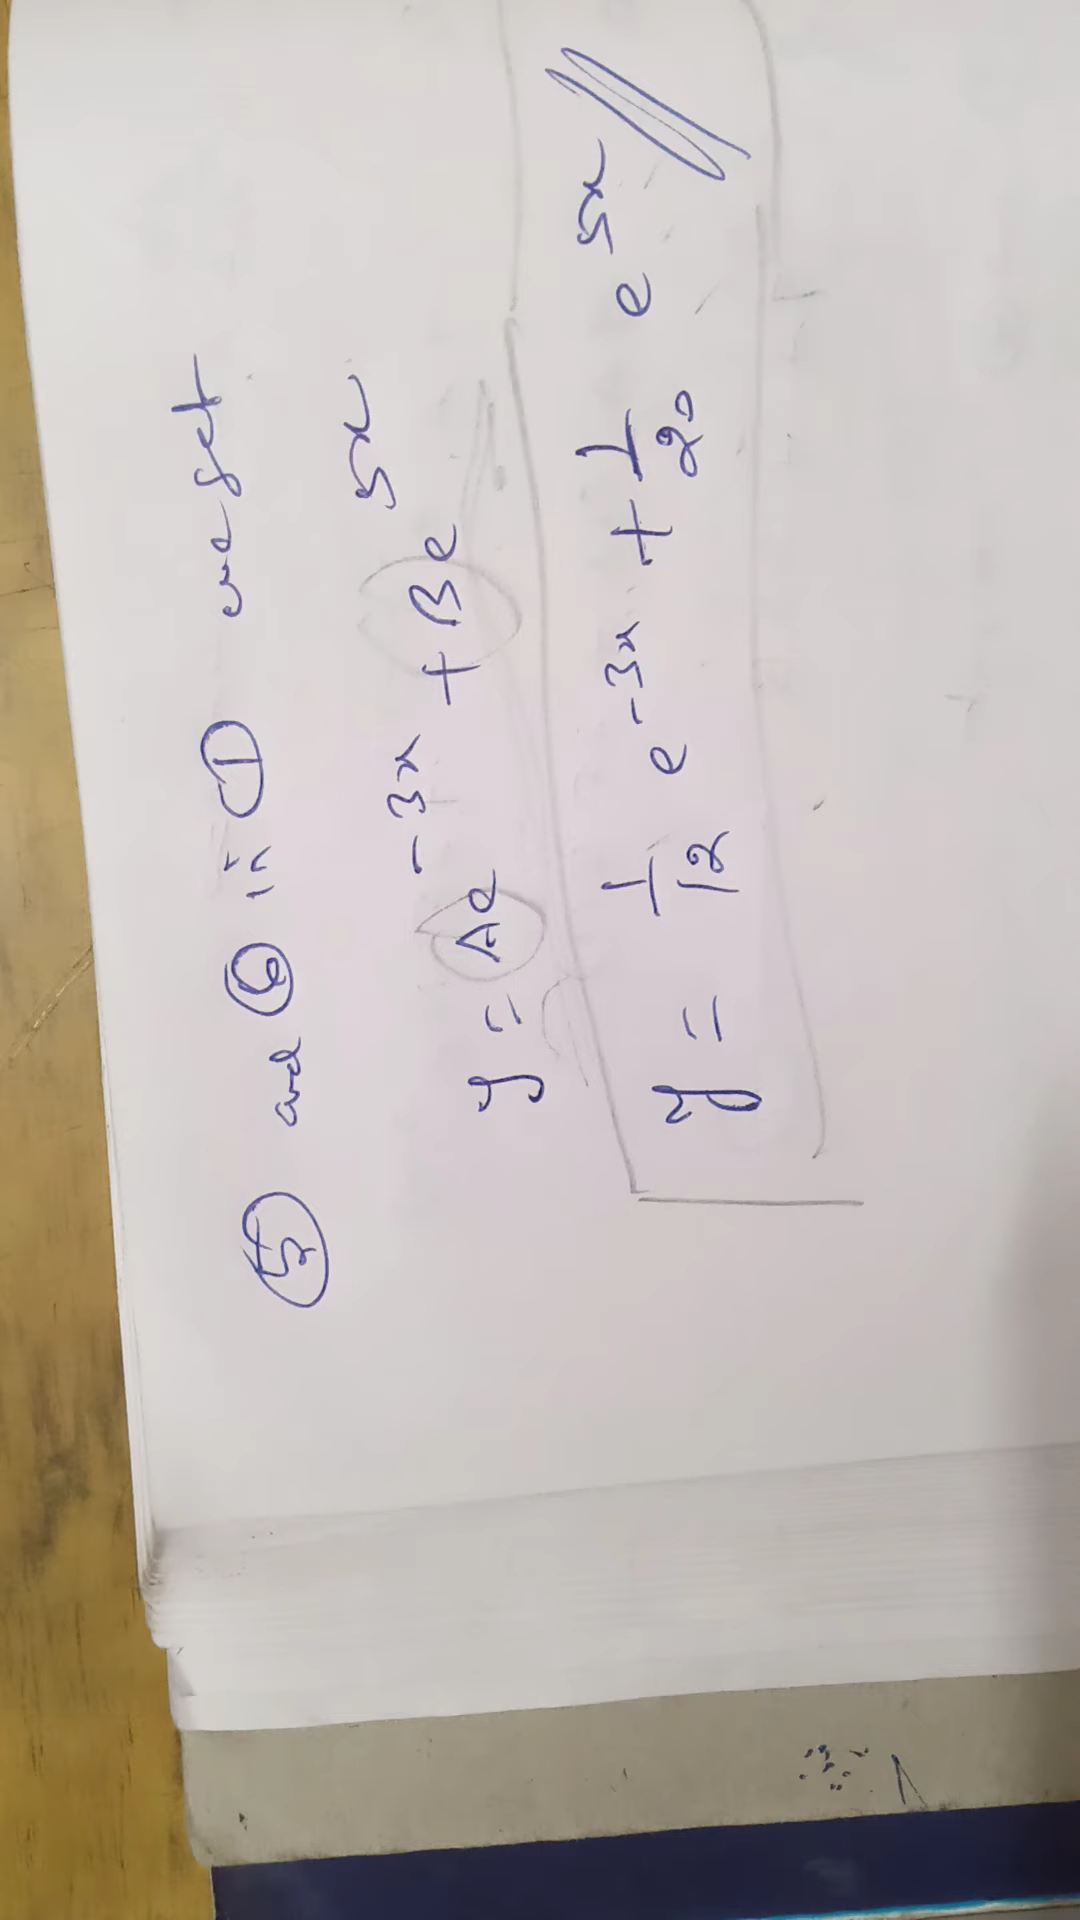 ⑤ and ⑥ in ① we get
y = Ae^{-3x} + Be^{5x}
y = 1/12 e^{-3x} + 1/20 e^{5x} //